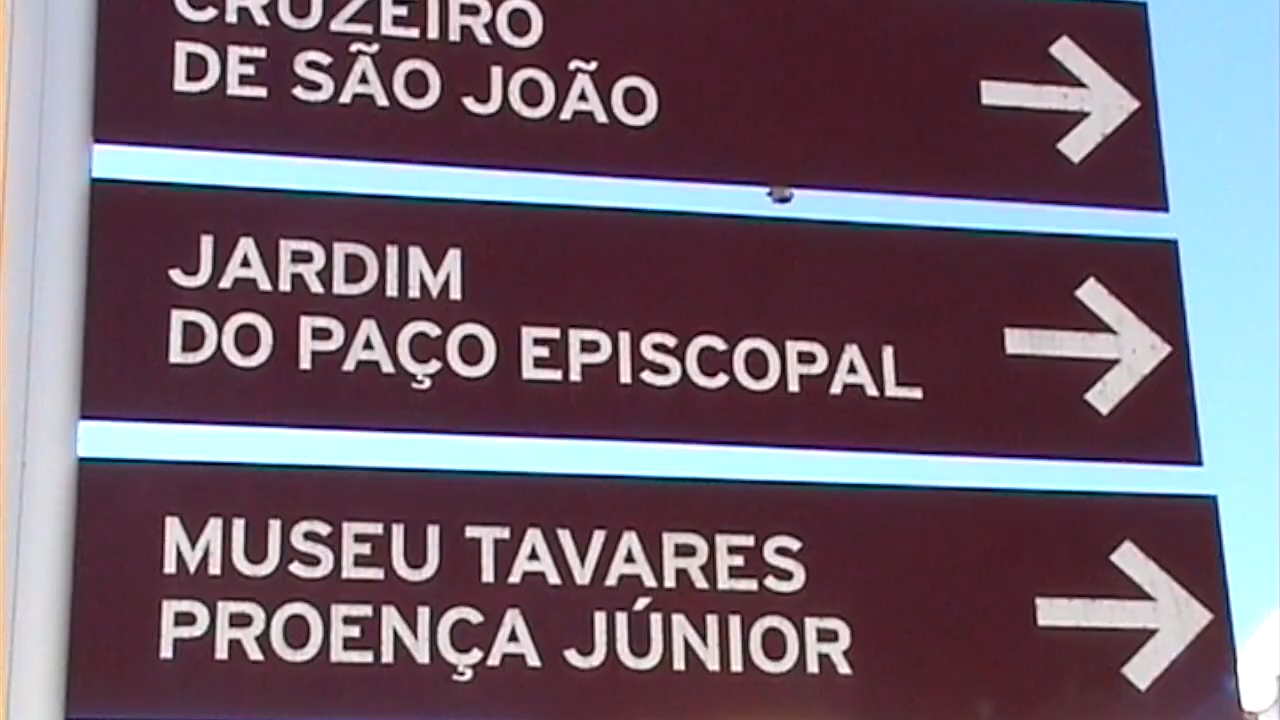 CRUZEIRO
DE SÃO JOÃO
JARDIM
DO PAÇO EPISCOPAL
MUSEU TAVARES
PROENÇA JÚNIOR